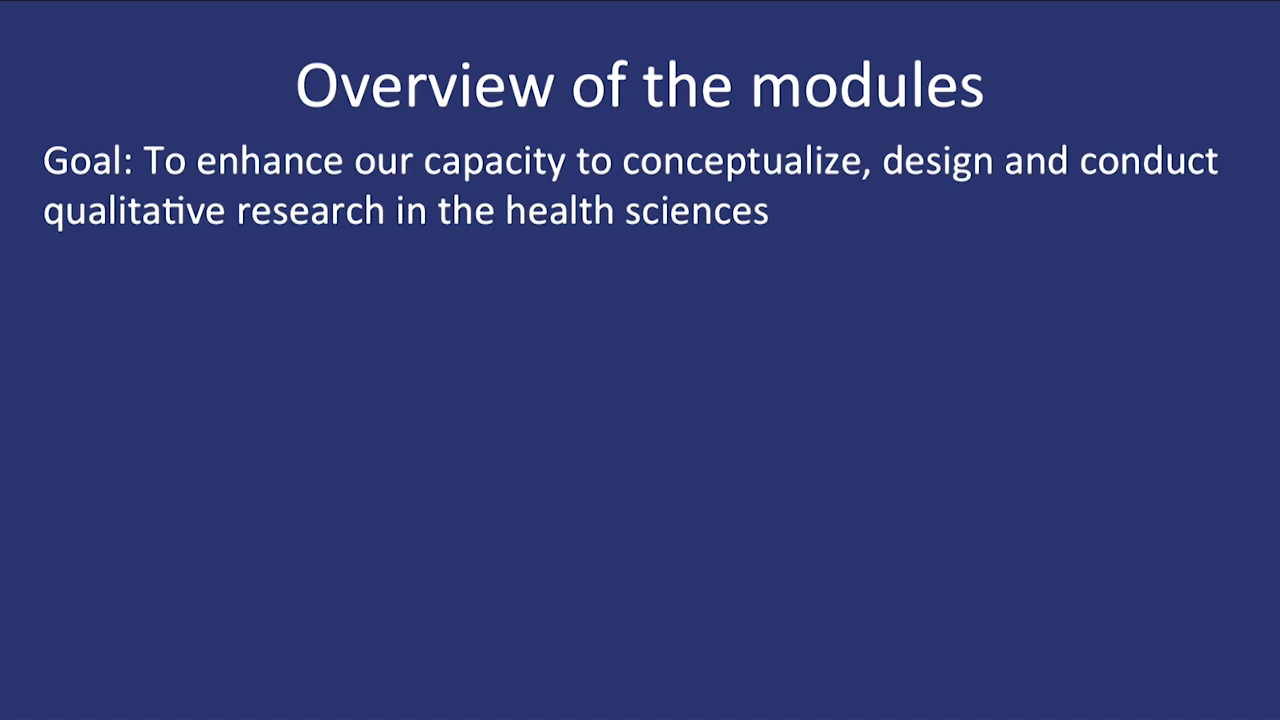 Overview of the modules
Goal: To enhance our capacity to conceptualize, design and conduct
qualitative research in the health sciences